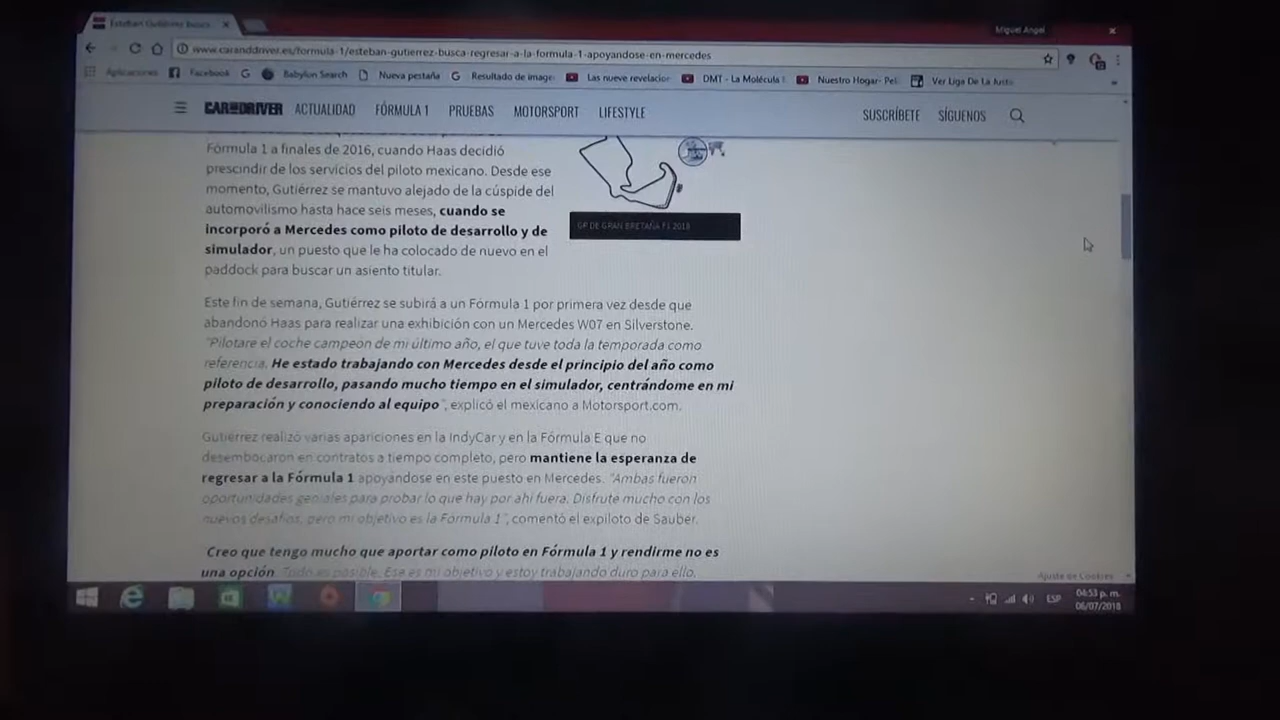 Esteban Gutiérrez busca
Miguel Angel
www.caranddriver.es/formula-1/esteban-gutierrez-busca-regresar-a-la-formula-1-apoyandose-en-mercedes
Aplicaciones Facebook Babylon Search Nueva pestaña Resultado de image Las nueve revelacion DMT - La Molécula Nuestro Hogar- Pel Ver Liga De La Justi
CAR AND DRIVER ACTUALIDAD FÓRMULA 1 PRUEBAS MOTORSPORT LIFESTYLE SUSCRÍBETE SÍGUENOS
Fórmula 1 a finales de 2016, cuando Haas decidió
prescindir de los servicios del piloto mexicano. Desde ese
momento, Gutiérrez se mantuvo alejado de la cúspide del
automovilismo hasta hace seis meses, cuando se
incorporó a Mercedes como piloto de desarrollo y de
simulador, un puesto que le ha colocado de nuevo en el
paddock para buscar un asiento titular.
GP DE GRAN BRETAÑA F1 2018
Este fin de semana, Gutiérrez se subirá a un Fórmula 1 por primera vez desde que
abandonó Haas para realizar una exhibición con un Mercedes W07 en Silverstone.
"Pilotaré el coche campeón de mi último año, el que tuve toda la temporada como
referencia. He estado trabajando con Mercedes desde el principio del año como
piloto de desarrollo, pasando mucho tiempo en el simulador, centrándome en mi
preparación y conociendo al equipo", explicó el mexicano a Motorsport.com.
Gutiérrez realizó varias apariciones en la IndyCar y en la Fórmula E que no
desembocaron en contratos a tiempo completo, pero mantiene la esperanza de
regresar a la Fórmula 1 apoyándose en este puesto en Mercedes. "Ambas fueron
oportunidades geniales para probar lo que hay por ahí fuera. Disfruté mucho con los
nuevos desafíos, pero mi objetivo es la Fórmula 1", comentó el expiloto de Sauber.
"Creo que tengo mucho que aportar como piloto en Fórmula 1 y rendirme no es
una opción. Todo es posible. Ese es mi objetivo y estoy trabajando duro para ello.
Ajuste de Cookies
ESP 04:53 p. m.
06/07/2018